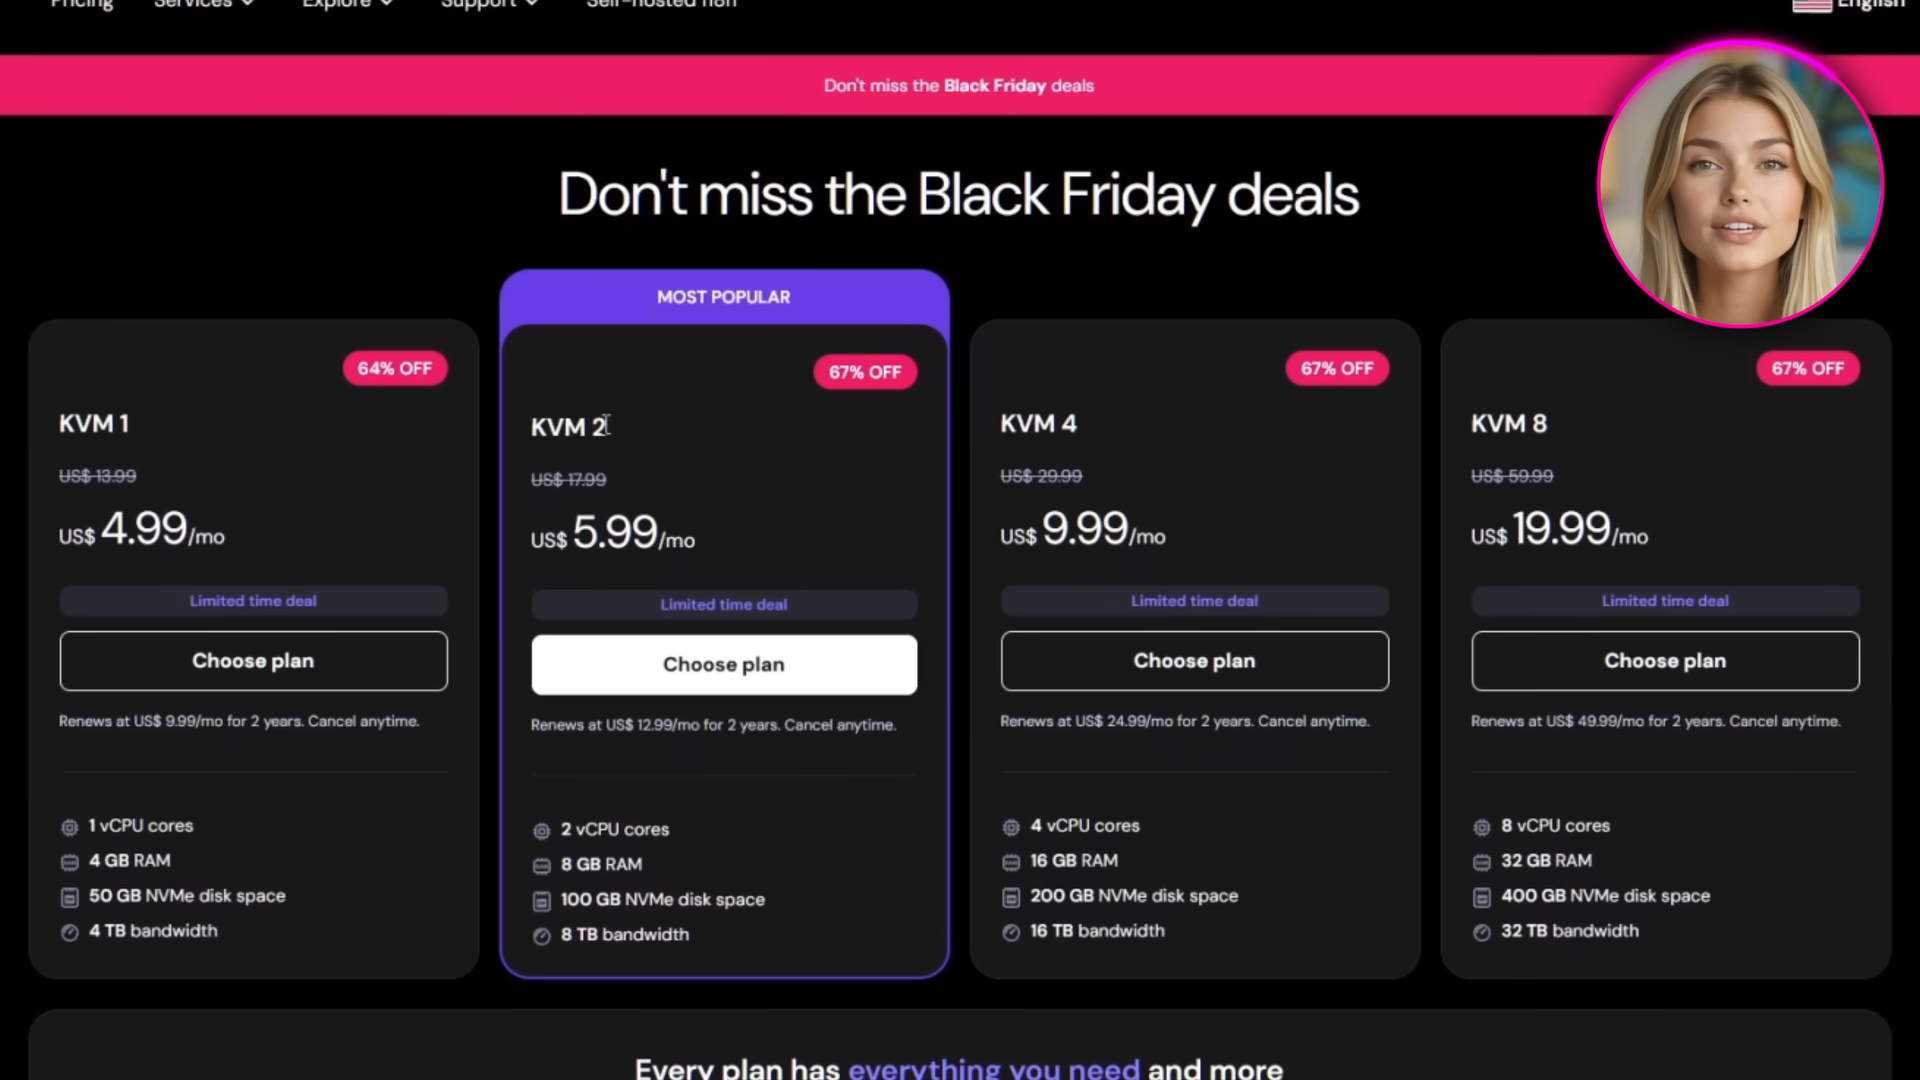 Pricing Services Explore Support Self-hosted n8n English
Don't miss the Black Friday deals
Don't miss the Black Friday deals
MOST POPULAR
64% OFF
KVM 1
US$ 13.99
US$ 4.99/mo
Limited time deal
Choose plan
Renews at US$ 9.99/mo for 2 years. Cancel anytime.
1 vCPU cores
4 GB RAM
50 GB NVMe disk space
4 TB bandwidth
67% OFF
KVM 2
US$ 17.99
US$ 5.99/mo
Limited time deal
Choose plan
Renews at US$ 12.99/mo for 2 years. Cancel anytime.
2 vCPU cores
8 GB RAM
100 GB NVMe disk space
8 TB bandwidth
67% OFF
KVM 4
US$ 29.99
US$ 9.99/mo
Limited time deal
Choose plan
Renews at US$ 24.99/mo for 2 years. Cancel anytime.
4 vCPU cores
16 GB RAM
200 GB NVMe disk space
16 TB bandwidth
67% OFF
KVM 8
US$ 59.99
US$ 19.99/mo
Limited time deal
Choose plan
Renews at US$ 49.99/mo for 2 years. Cancel anytime.
8 vCPU cores
32 GB RAM
400 GB NVMe disk space
32 TB bandwidth
Every plan has everything you need and more